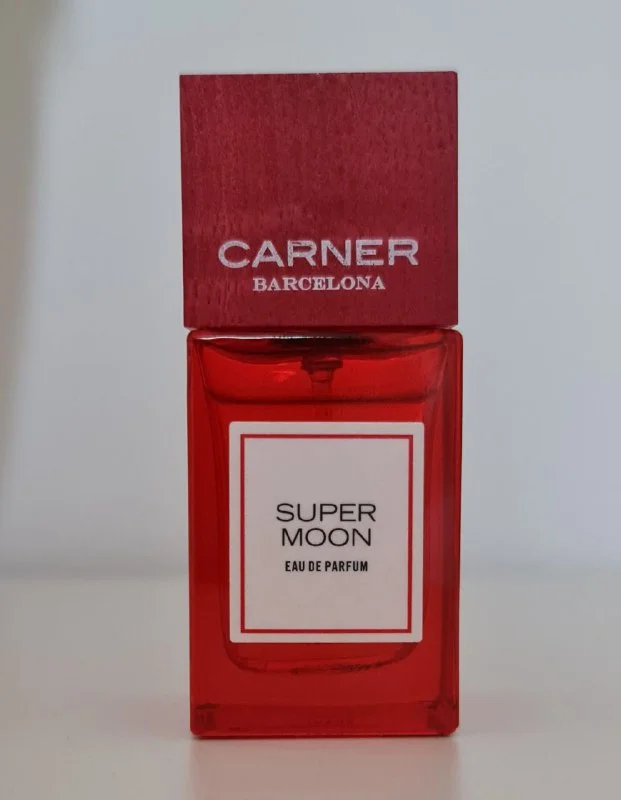 CARNER
BARCELONA
SUPER
MOON
EAU DE PARFUM